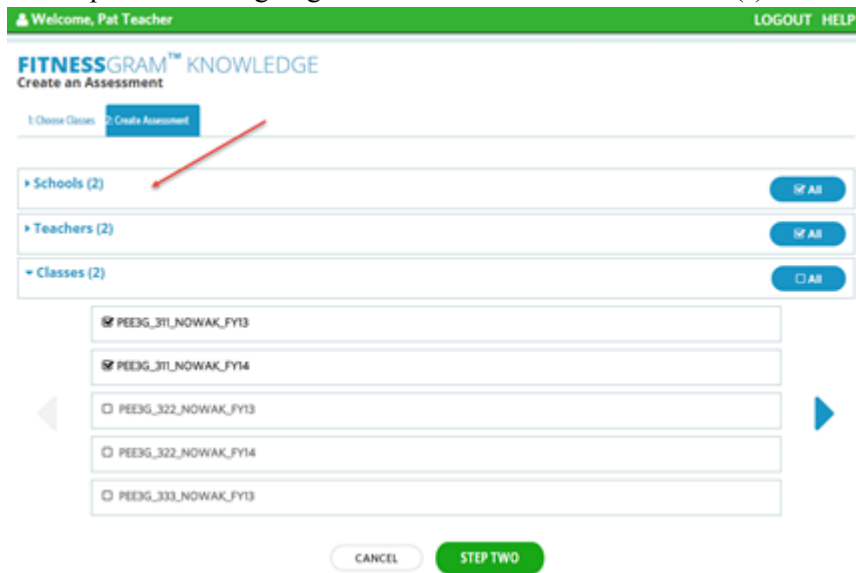 Welcome, Pat Teacher LOGOUT HELP
FITNESSGRAM™ KNOWLEDGE
Create an Assessment
1: Choose Classes 2: Create Assessment
Schools (2) All
Teachers (2) All
Classes (2) All
PEE3G_311_NOWAK_FY13
PEE3G_311_NOWAK_FY14
PEE3G_322_NOWAK_FY13
PEE3G_322_NOWAK_FY14
PEE3G_333_NOWAK_FY13
CANCEL STEP TWO